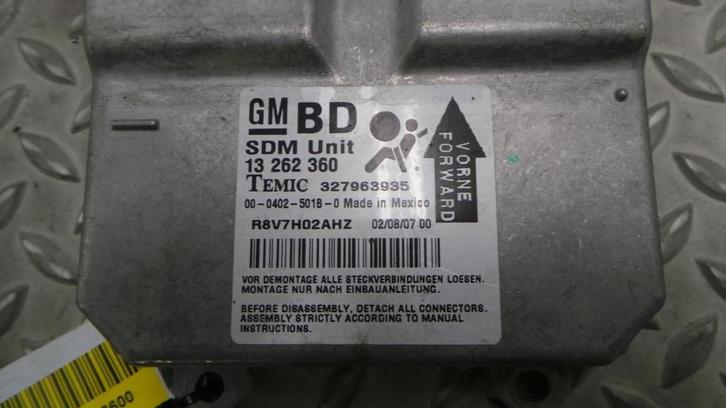 GM BD
SDM Unit
13 262 360
TEMIC 327963935
00-0402-501B-0 Made in Mexico
R8V7H02AHZ 02/08/07 00
VORNE
FORWARD
VOR DEMONTAGE ALLE STECKVERBINDUNGEN LOESEN.
MONTAGE NUR NACH EINBAUANLEITUNG.
BEFORE DISASSEMBLY, DETACH ALL CONNECTORS.
ASSEMBLY STRICTLY ACCORDING TO MANUAL
INSTRUCTIONS.